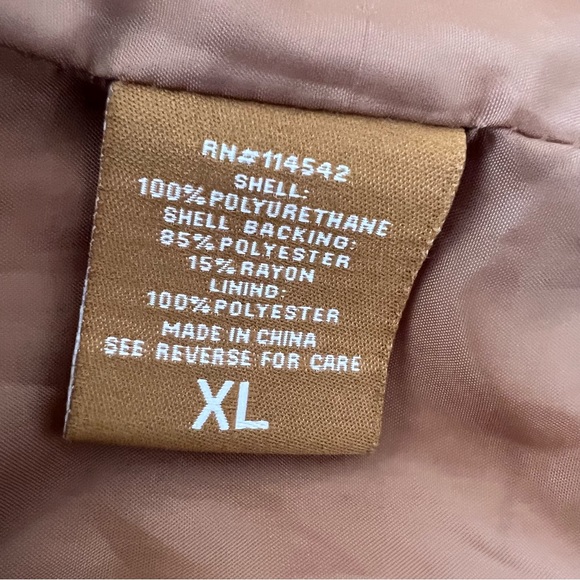 RN#114542
SHELL:
100%POLYURETHANE
SHELL BACKING:
85%POLYESTER
15%RAYON
LINING:
100%POLYESTER
MADE IN CHINA
SEE REVERSE FOR CARE
XL